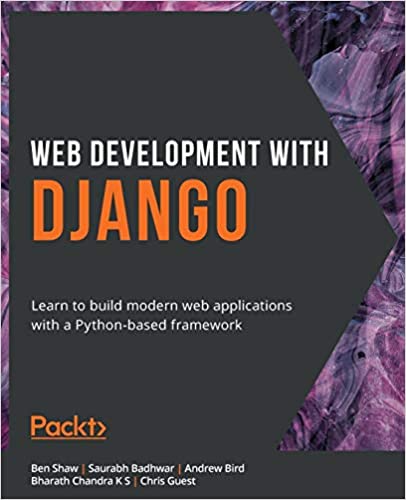 WEB DEVELOPMENT WITH
DJANGO
Learn to build modern web applications
with a Python-based framework
Packt>
Ben Shaw | Saurabh Badhwar | Andrew Bird
Bharath Chandra K S | Chris Guest